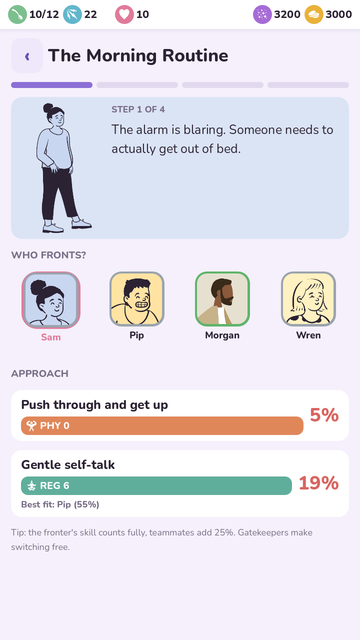 10/12 22 10 3200 3000
The Morning Routine
STEP 1 OF 4
The alarm is blaring. Someone needs to
actually get out of bed.
WHO FRONTS?
Sam Pip Morgan Wren
APPROACH
Push through and get up
PHY 0 5%
Gentle self-talk
REG 6 19%
Best fit: Pip (55%)
Tip: the fronter's skill counts fully, teammates add 25%. Gatekeepers make
switching free.